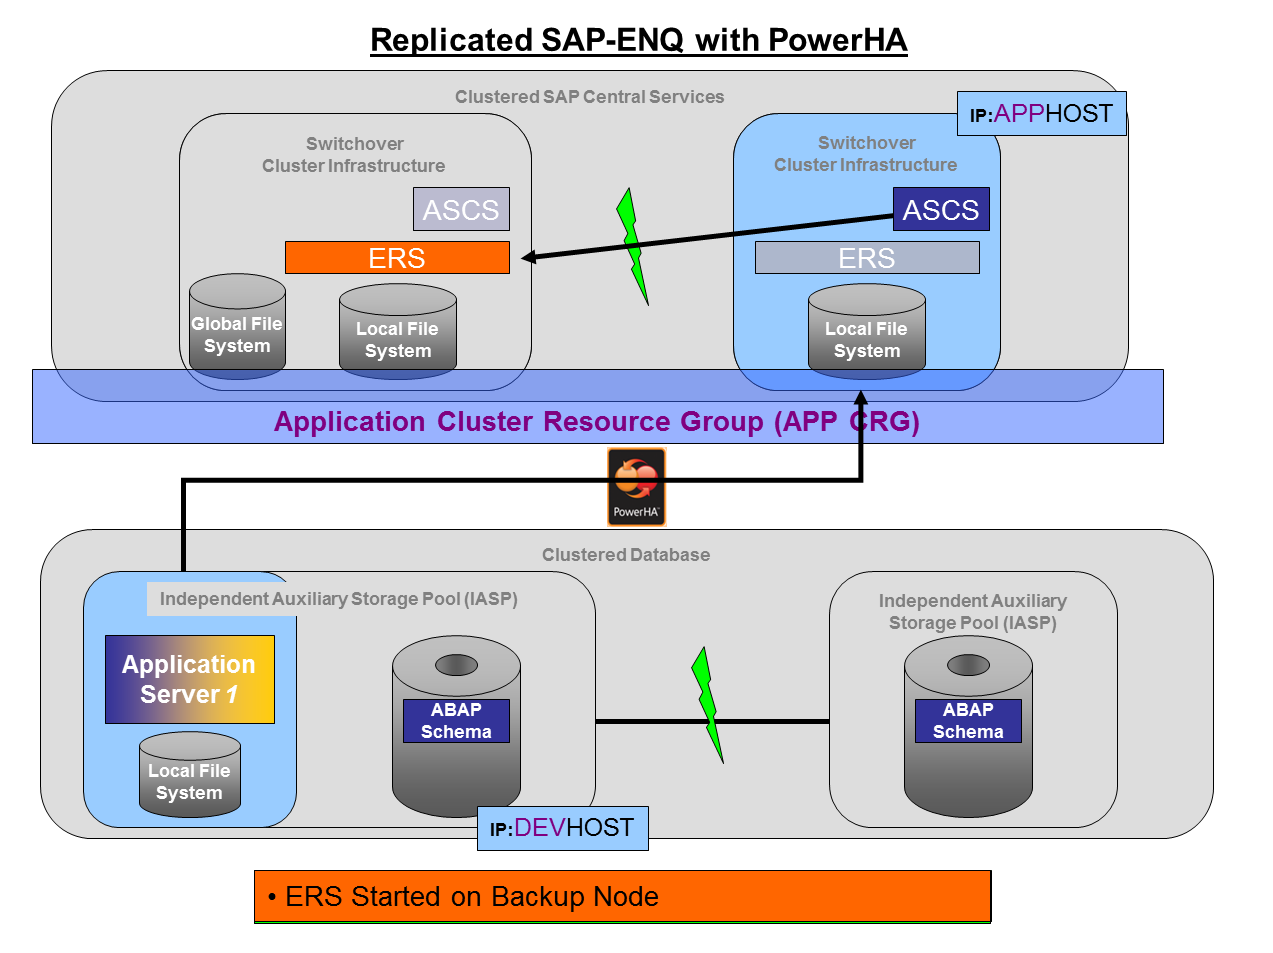 Replicated SAP-ENQ with PowerHA
Clustered SAP Central Services
IP:APPHOST
Switchover
Cluster Infrastructure
Switchover
Cluster Infrastructure
ASCS
ASCS
ERS
ERS
Global File
System
Local File
System
Local File
System
Application Cluster Resource Group (APP CRG)
PowerHA
Clustered Database
Independent Auxiliary Storage Pool (IASP)
Independent Auxiliary
Storage Pool (IASP)
Application
Server 1
ABAP
Schema
ABAP
Schema
Local File
System
IP:DEVHOST
• ERS Started on Backup Node